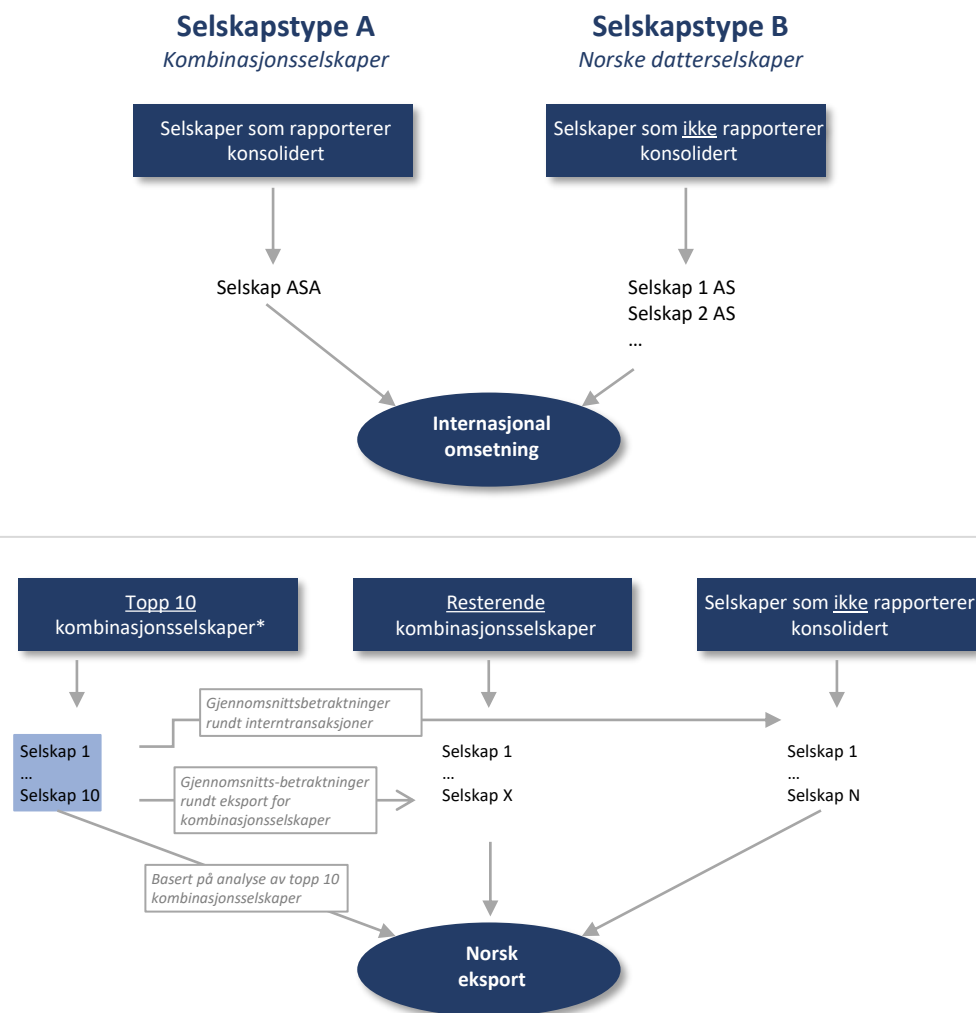 Selskapstype A
Kombinasjonsselskaper
Selskapstype B
Norske datterselskaper
Selskaper som rapporterer
konsolidert
Selskaper som ikke rapporterer
konsolidert
Selskap ASA
Selskap 1 AS
Selskap 2 AS
…
Internasjonal
omsetning
Topp 10
kombinasjonsselskaper*
Resterende
kombinasjonsselskaper
Selskaper som ikke rapporterer
konsolidert
Gjennomsnittsbetraktninger
rundt interntransaksjoner
Selskap 1
…
Selskap 10
Gjennomsnitts-betraktninger
rundt eksport for
kombinasjonsselskaper
Selskap 1
…
Selskap X
Selskap 1
…
Selskap N
Basert på analyse av topp 10
kombinasjonsselskaper
Norsk
eksport